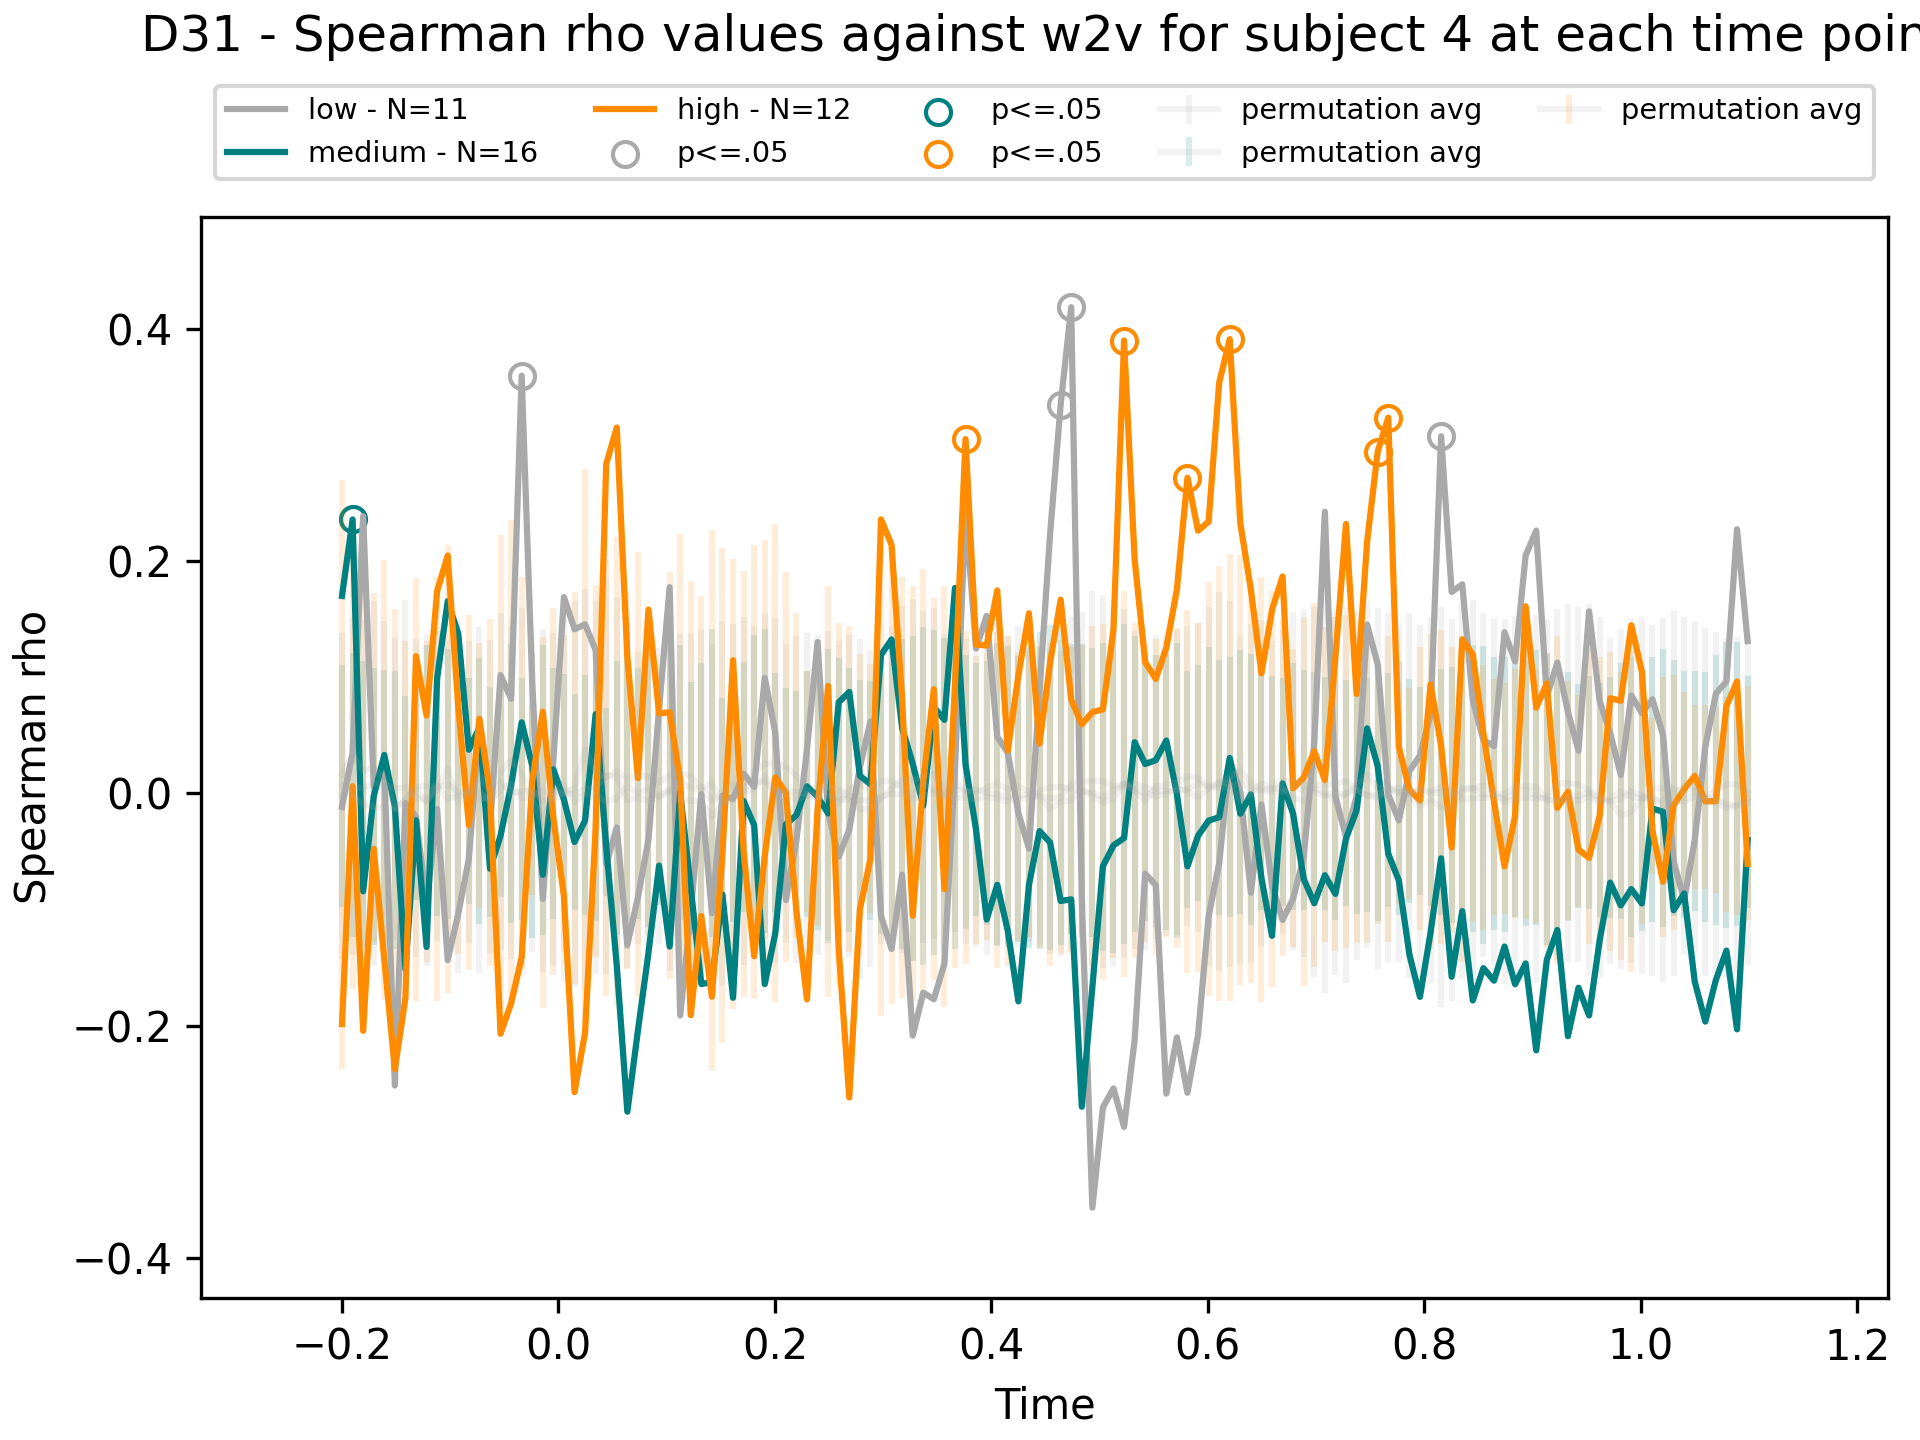 D31 - Spearman rho values against w2v for subject 4 at each time poin
low - N=11
medium - N=16
high - N=12
p<=.05
p<=.05
p<=.05
permutation avg
permutation avg
permutation avg
Spearman rho
0.4
0.2
0.0
−0.2
−0.4
−0.2 0.0 0.2 0.4 0.6 0.8 1.0 1.2
Time